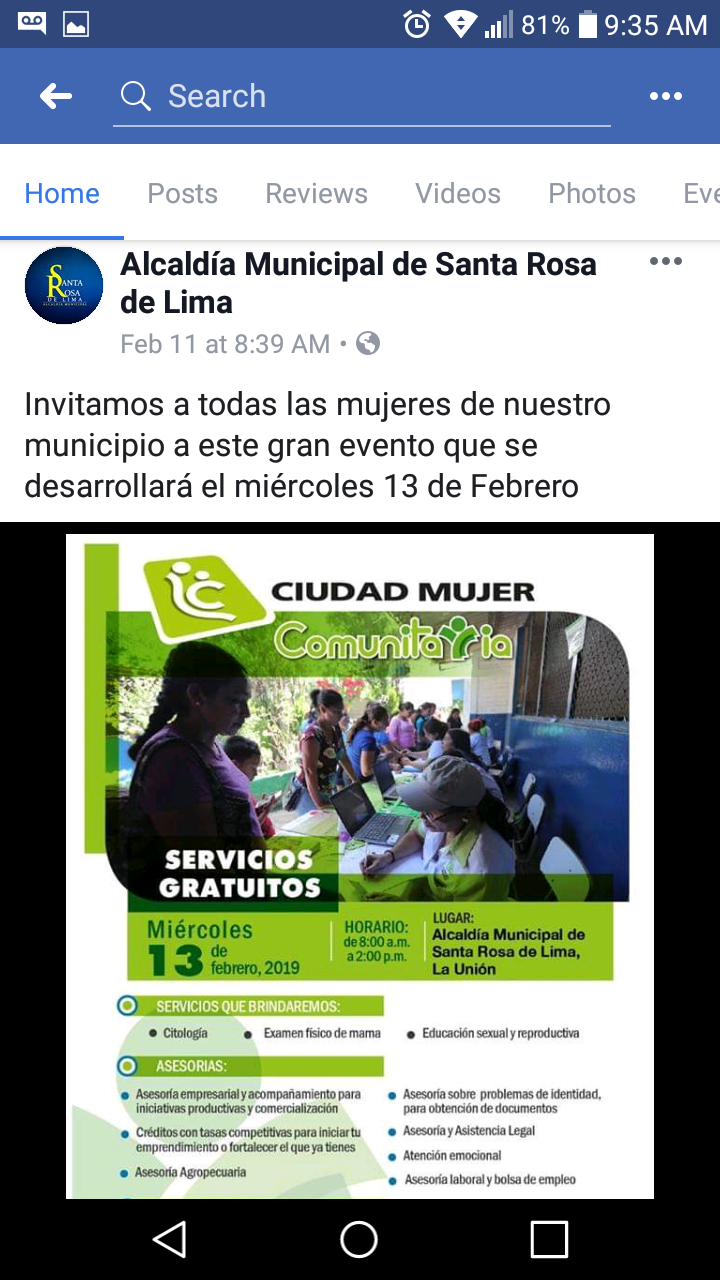 81% 9:35 AM
Search
Home Posts Reviews Videos Photos Eve
Alcaldía Municipal de Santa Rosa
de Lima
Feb 11 at 8:39 AM
SANTA
ROSA
DE LIMA
Invitamos a todas las mujeres de nuestro
municipio a este gran evento que se
desarrollará el miércoles 13 de Febrero
CIUDAD MUJER
Comunitaria
SERVICIOS
GRATUITOS
Miércoles
13 de
febrero, 2019
HORARIO:
de 8:00 a.m.
a 2:00 p.m.
LUGAR:
Alcaldía Municipal de
Santa Rosa de Lima,
La Unión
SERVICIOS QUE BRINDAREMOS:
• Citología • Examen físico de mama • Educación sexual y reproductiva
ASESORIAS:
• Asesoría empresarial y acompañamiento para
iniciativas productivas y comercialización
• Créditos con tasas competitivas para iniciar tu
emprendimiento o fortalecer el que ya tienes
• Asesoría Agropecuaria
• Asesoría sobre problemas de identidad,
para obtención de documentos
• Asesoría y Asistencia Legal
• Atención emocional
• Asesoría laboral y bolsa de empleo